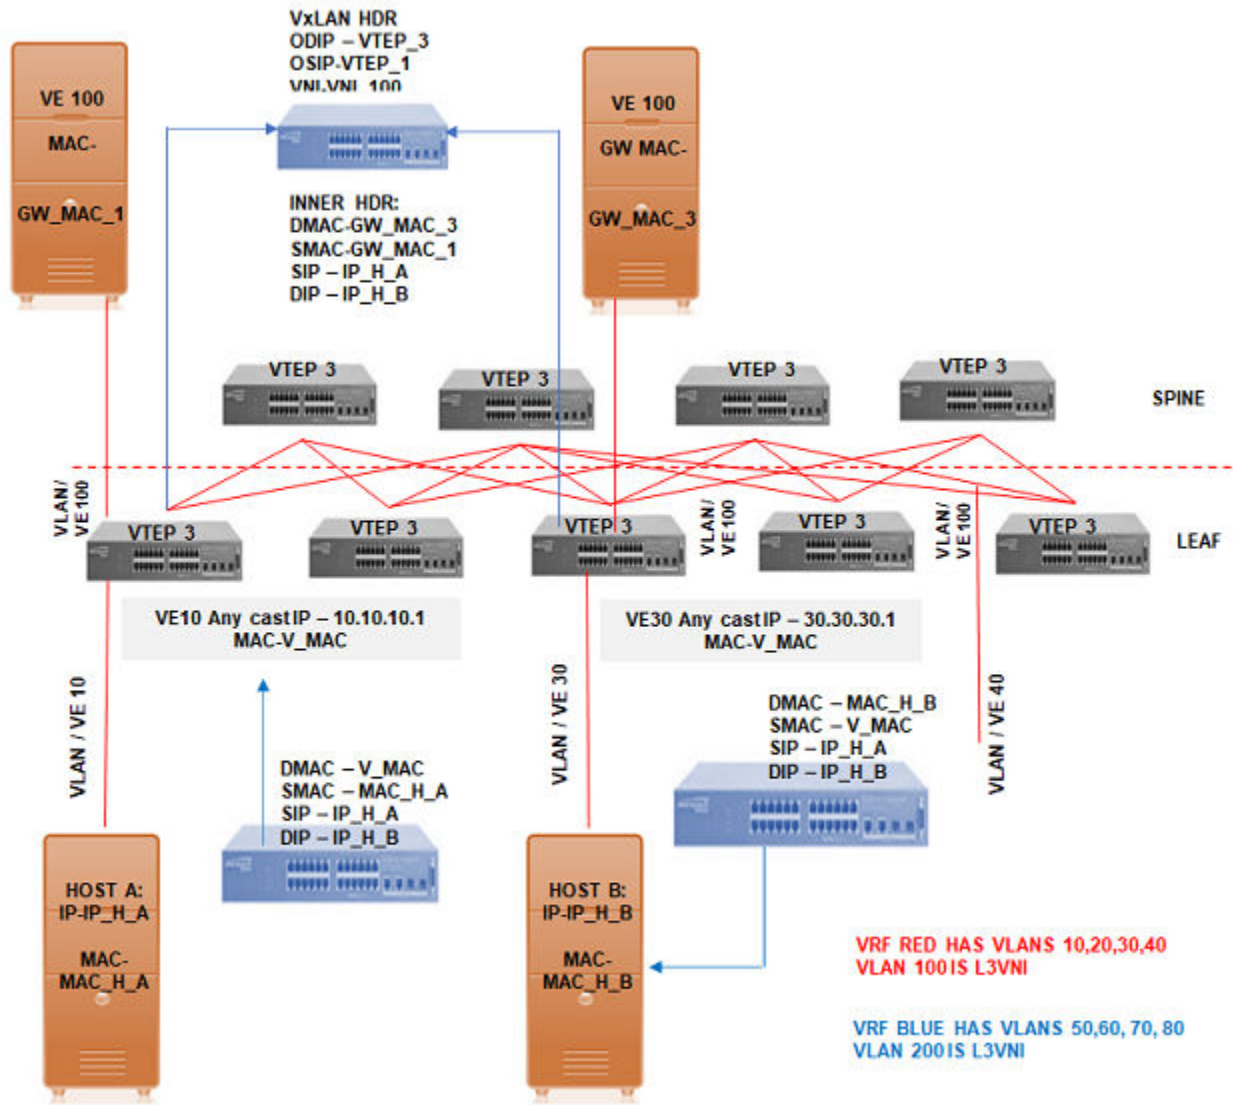 VxLAN HDR
ODIP – VTEP_3
OSIP-VTEP_1
VNI-VNI_100
VE 100
MAC-
GW_MAC_1
VE 100
GW MAC-
GW_MAC_3
INNER HDR:
DMAC-GW_MAC_3
SMAC-GW_MAC_1
SIP – IP_H_A
DIP – IP_H_B
VTEP 3
VTEP 3
VTEP 3
VTEP 3
SPINE
VLAN/
VE 100
VTEP 3
VTEP 3
VTEP 3
VLAN/
VE100
VTEP 3
VLAN/
VE100
VTEP 3
LEAF
VE10 Any cast IP – 10.10.10.1
MAC-V_MAC
VE30 Any cast IP – 30.30.30.1
MAC-V_MAC
VLAN / VE 10
VLAN / VE 30
VLAN / VE 40
DMAC – V_MAC
SMAC – MAC_H_A
SIP – IP_H_A
DIP – IP_H_B
DMAC – MAC_H_B
SMAC – V_MAC
SIP – IP_H_A
DIP – IP_H_B
HOST A:
IP-IP_H_A
MAC-
MAC_H_A
HOST B:
IP-IP_H_B
MAC-
MAC_H_B
VRF RED HAS VLANS 10,20,30,40
VLAN 100 IS L3VNI
VRF BLUE HAS VLANS 50,60, 70, 80
VLAN 200 IS L3VNI